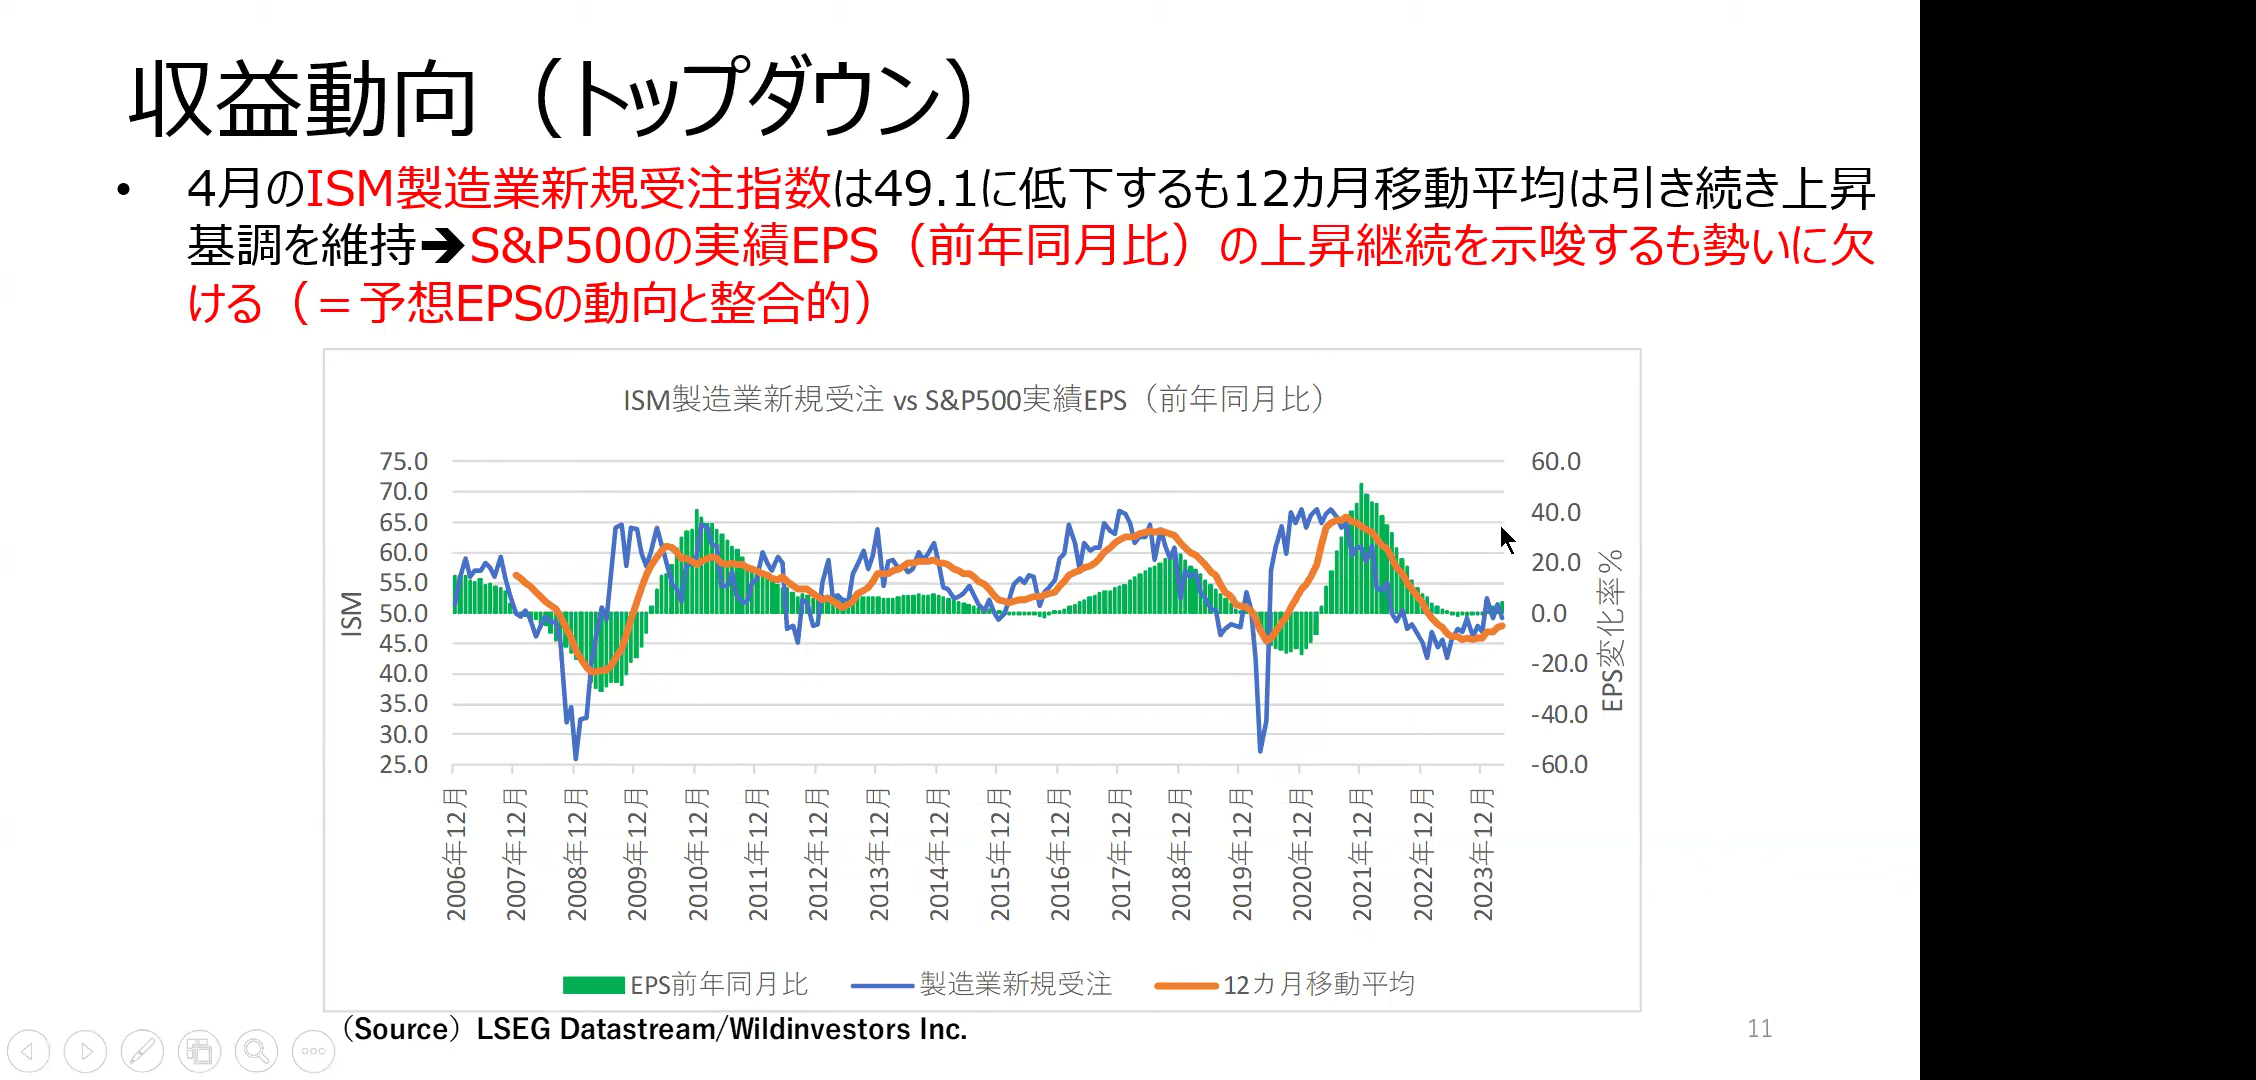 収益動向（トップダウン）
• 4月のISM製造業新規受注指数は49.1に低下するも12カ月移動平均は引き続き上昇
基調を維持➔S&P500の実績EPS（前年同月比）の上昇継続を示唆するも勢いに欠
ける（＝予想EPSの動向と整合的）
ISM製造業新規受注 vs S&P500実績EPS（前年同月比）
75.0
70.0
65.0
60.0
55.0
50.0
45.0
40.0
35.0
30.0
25.0
ISM
60.0
40.0
20.0
0.0
-20.0
-40.0
-60.0
EPS変化率%
2006年12月
2007年12月
2008年12月
2009年12月
2010年12月
2011年12月
2012年12月
2013年12月
2014年12月
2015年12月
2016年12月
2017年12月
2018年12月
2019年12月
2020年12月
2021年12月
2022年12月
2023年12月
EPS前年同月比 製造業新規受注 12カ月移動平均
（Source）LSEG Datastream/Wildinvestors Inc.
11